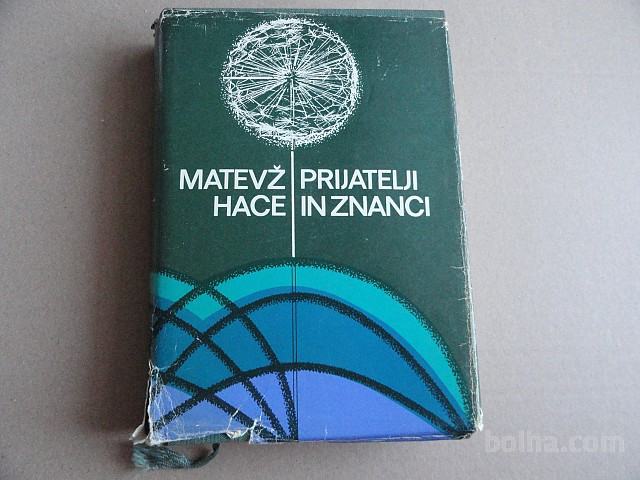 MATEVŽ
HACE
PRIJATELJI
IN ZNANCI
bolha.com